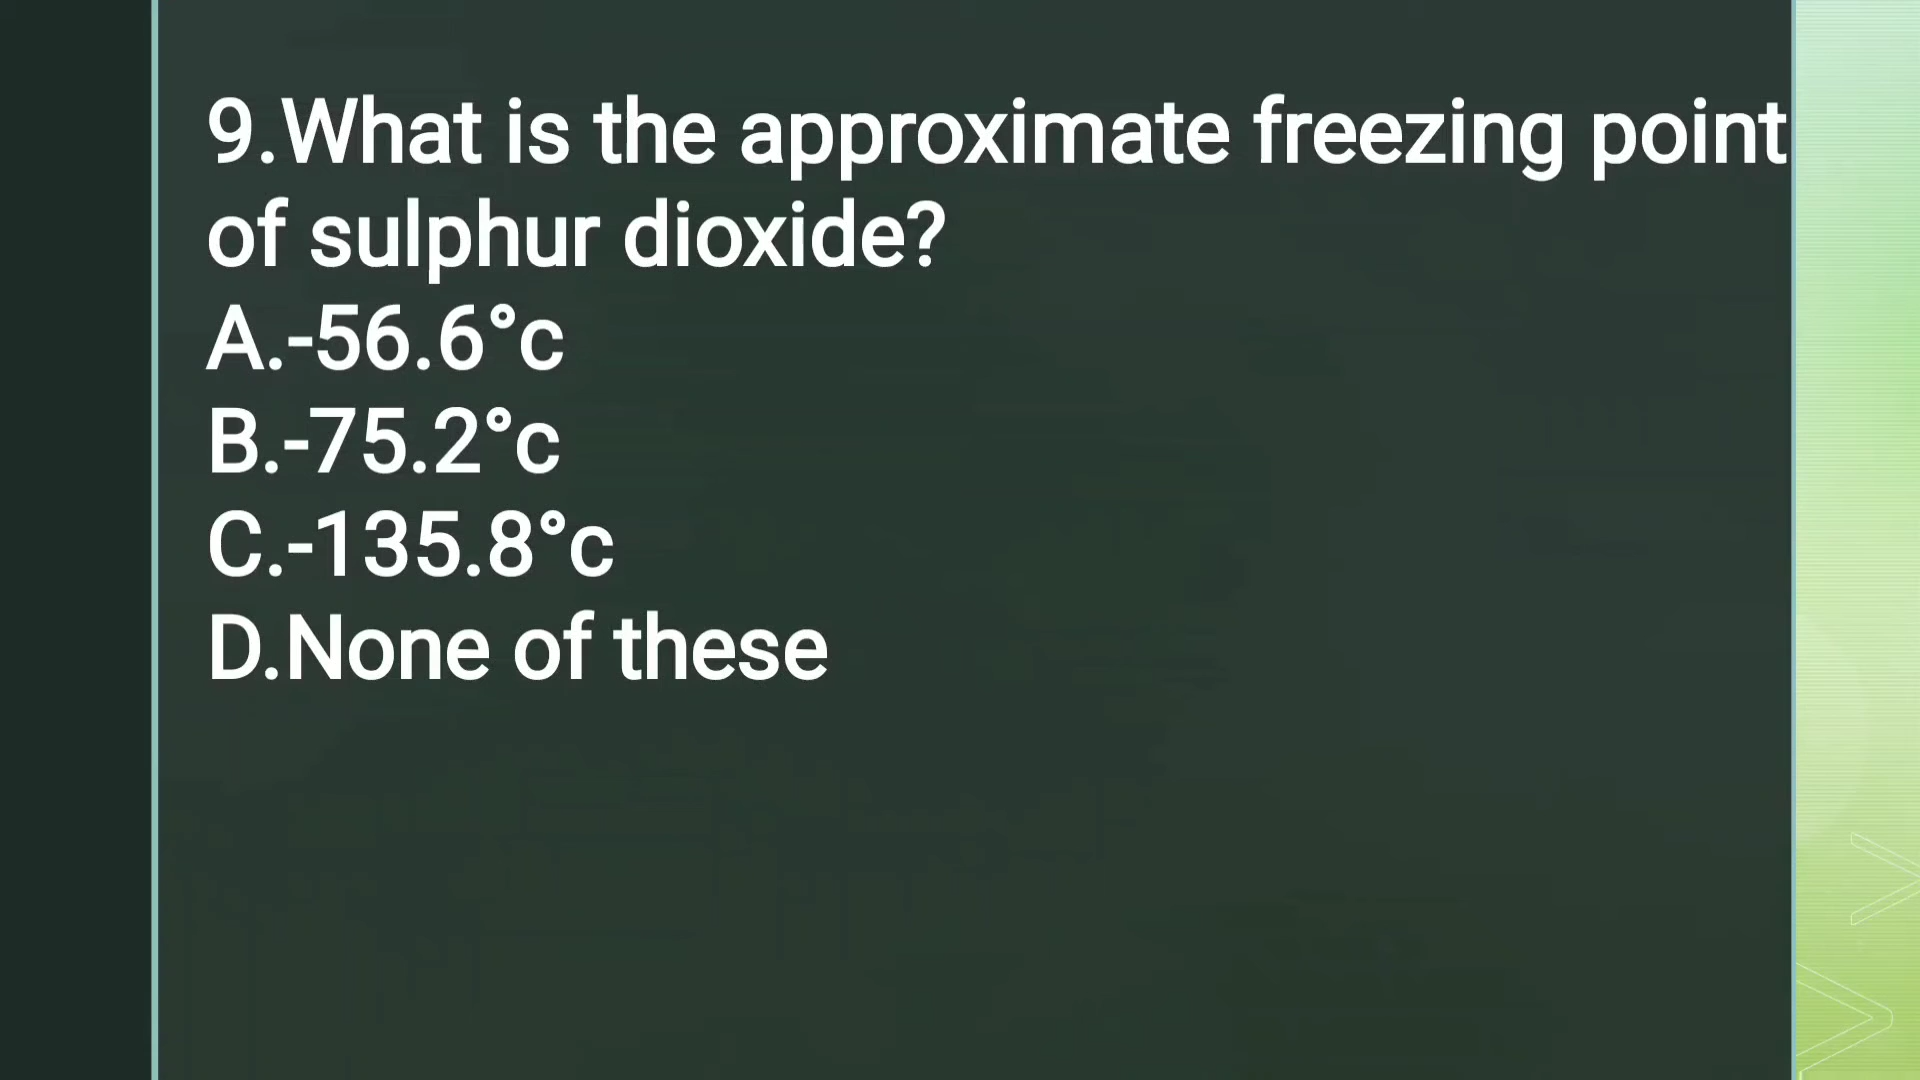 9.What is the approximate freezing point
of sulphur dioxide?
A.-56.6°c
B.-75.2°c
C.-135.8°c
D.None of these